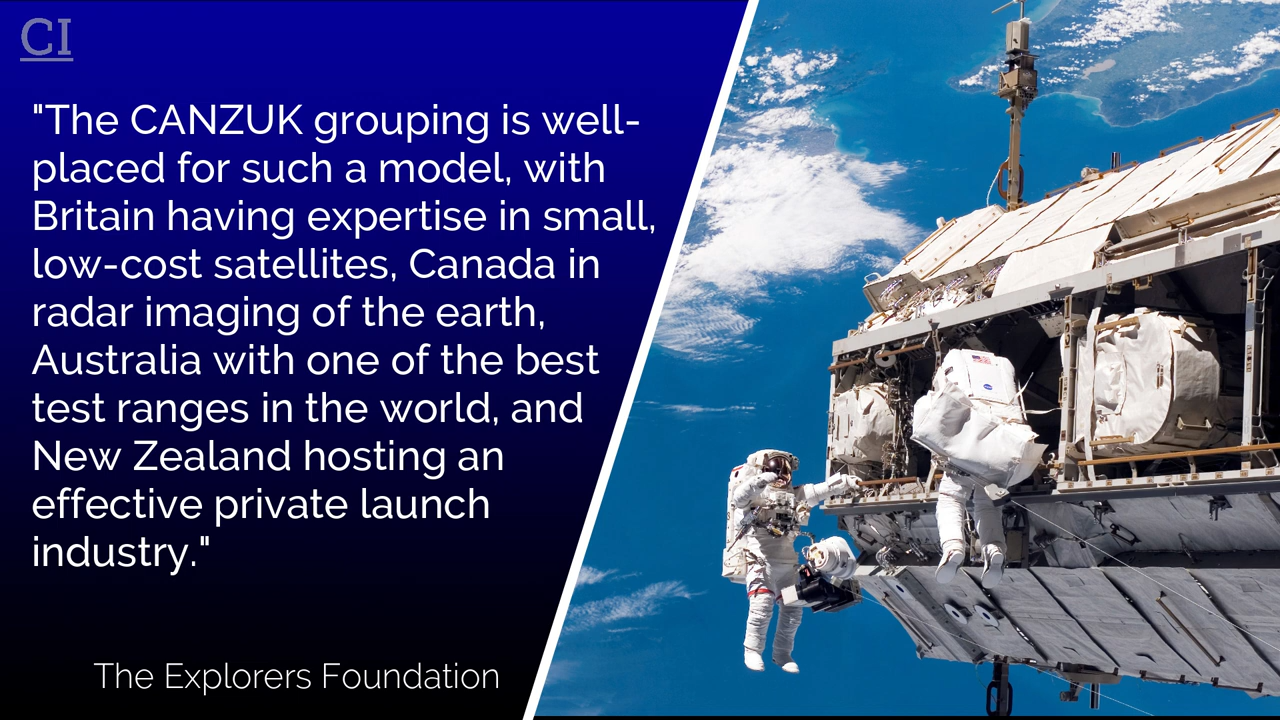 CI
"The CANZUK grouping is well-
placed for such a model, with
Britain having expertise in small,
low-cost satellites, Canada in
radar imaging of the earth,
Australia with one of the best
test ranges in the world, and
New Zealand hosting an
effective private launch
industry."
The Explorers Foundation